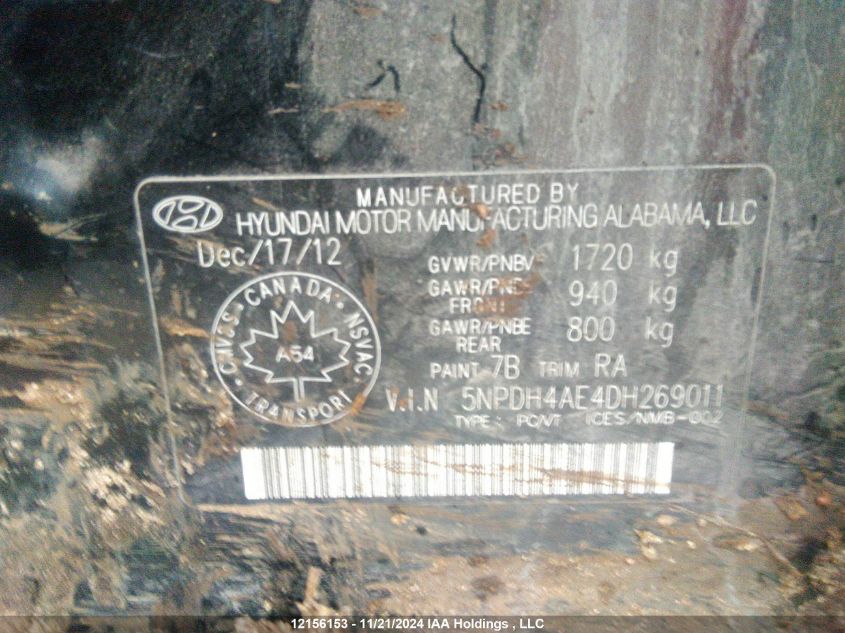 MANUFACTURED BY
HYUNDAI MOTOR MANUFACTURING ALABAMA, LLC
Dec/17/12
GVWR/PNBV 1720 kg
GAWR/PNBE FRONT 940 kg
GAWR/PNBE REAR 800 kg
PAINT 7B TRIM RA
V.I.N 5NPDH4AE4DH269011
TYPE: PC/VT ICES/NMB-002
CANADA
CMVSS NSVAC
A54
TRANSPORT
12156153 - 11/21/2024 IAA Holdings , LLC